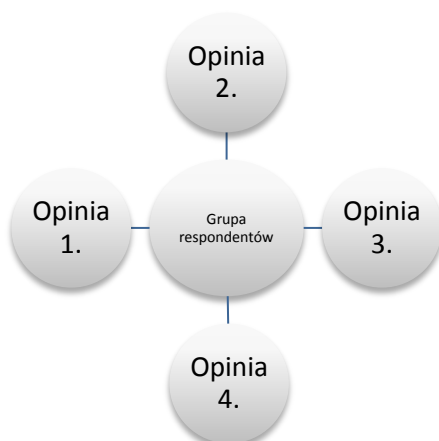 Opinia
2.
Opinia
1.
Grupa
respondentów
Opinia
3.
Opinia
4.